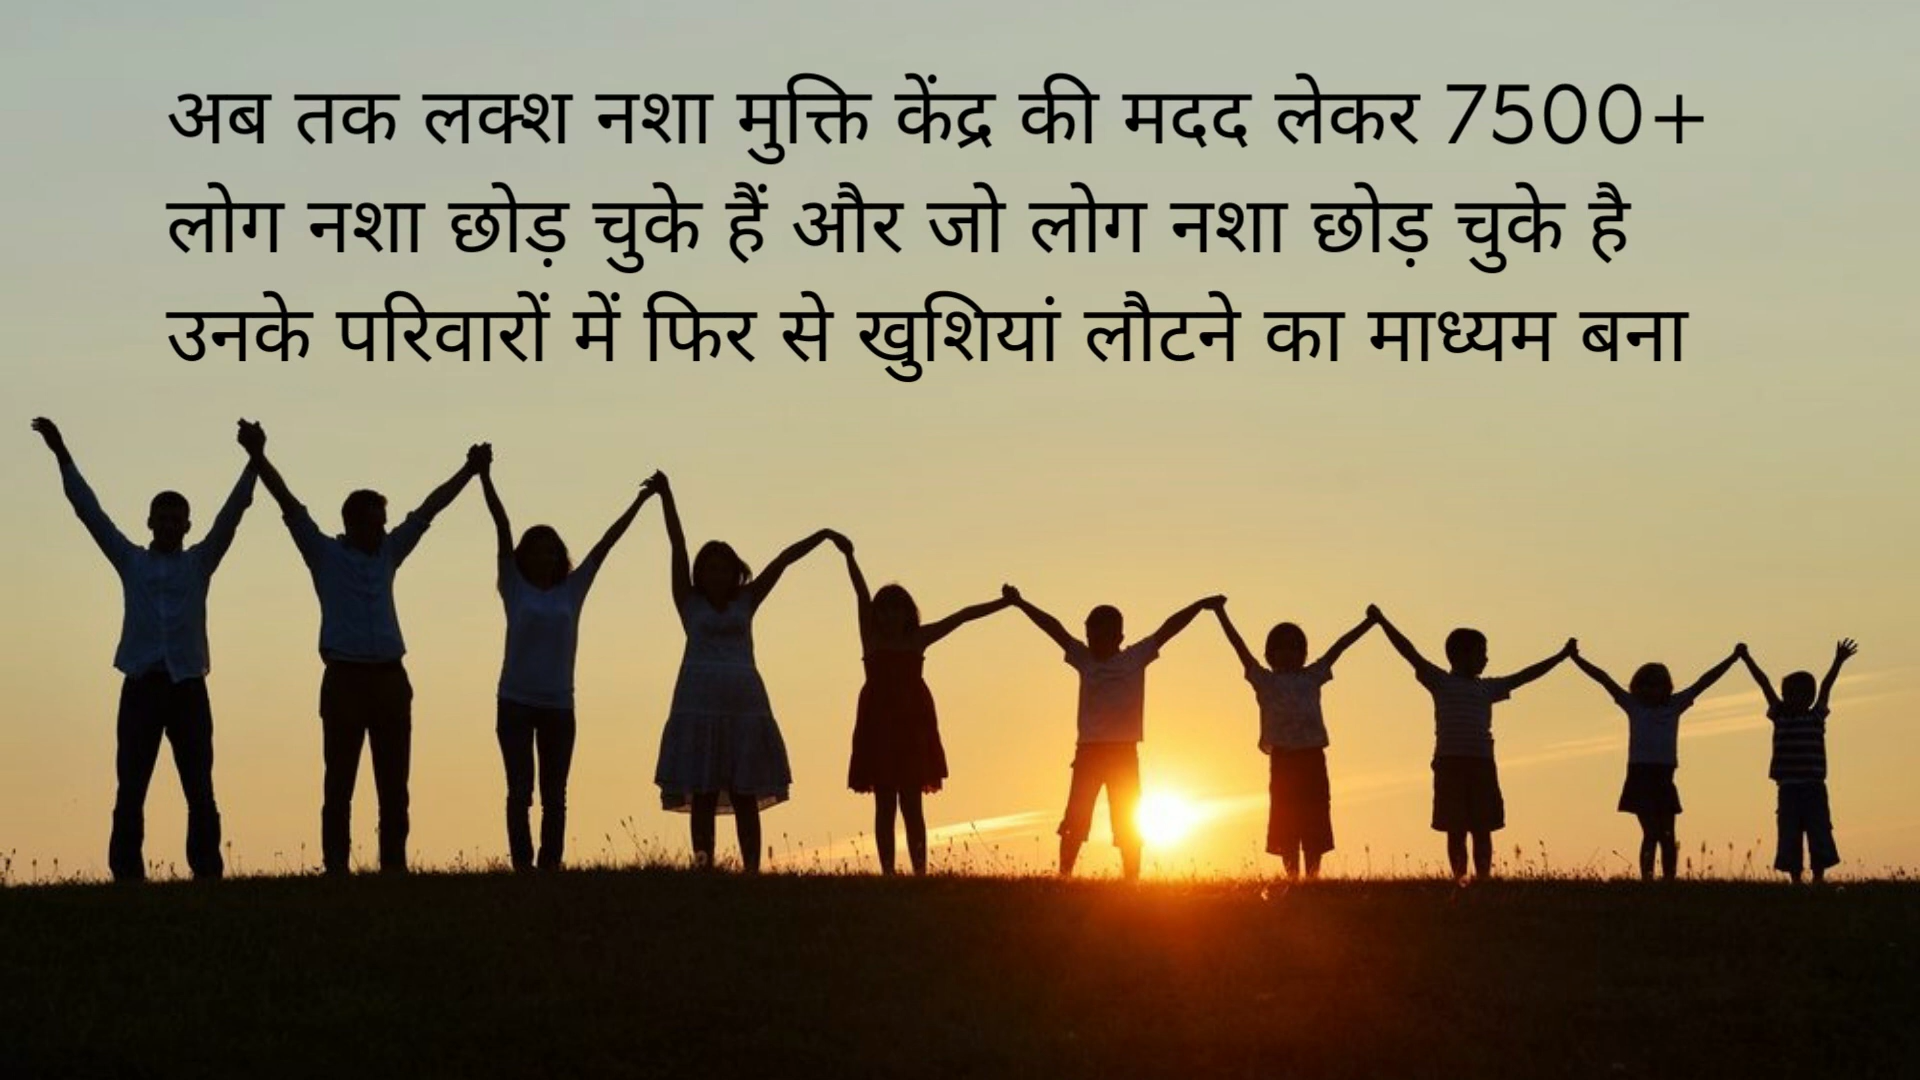 अब तक लक्श नशा मुक्ति केंद्र की मदद लेकर 7500+
लोग नशा छोड़ चुके हैं और जो लोग नशा छोड़ चुके है
उनके परिवारों में फिर से खुशियां लौटने का माध्यम बना